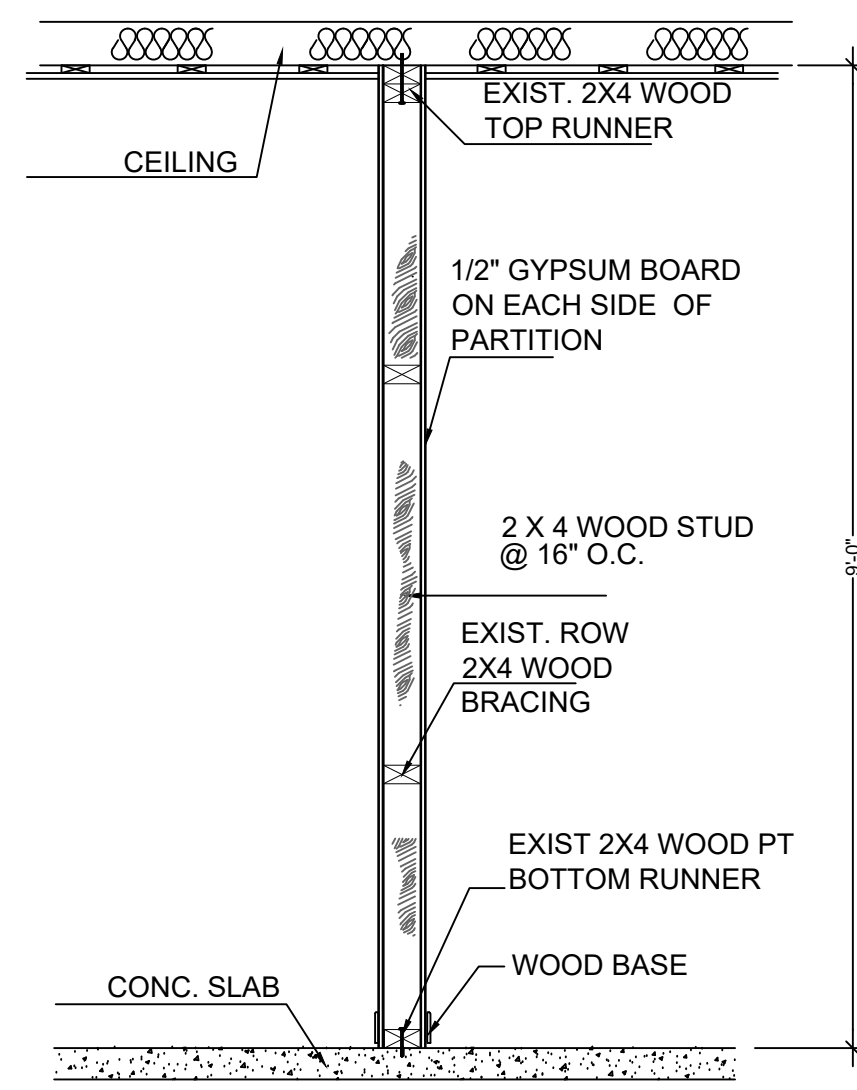 EXIST. 2X4 WOOD
TOP RUNNER
CEILING
1/2" GYPSUM BOARD
ON EACH SIDE OF
PARTITION
2 X 4 WOOD STUD
@ 16" O.C.
9'-0"
EXIST. ROW
2X4 WOOD
BRACING
EXIST 2X4 WOOD PT
BOTTOM RUNNER
WOOD BASE
CONC. SLAB